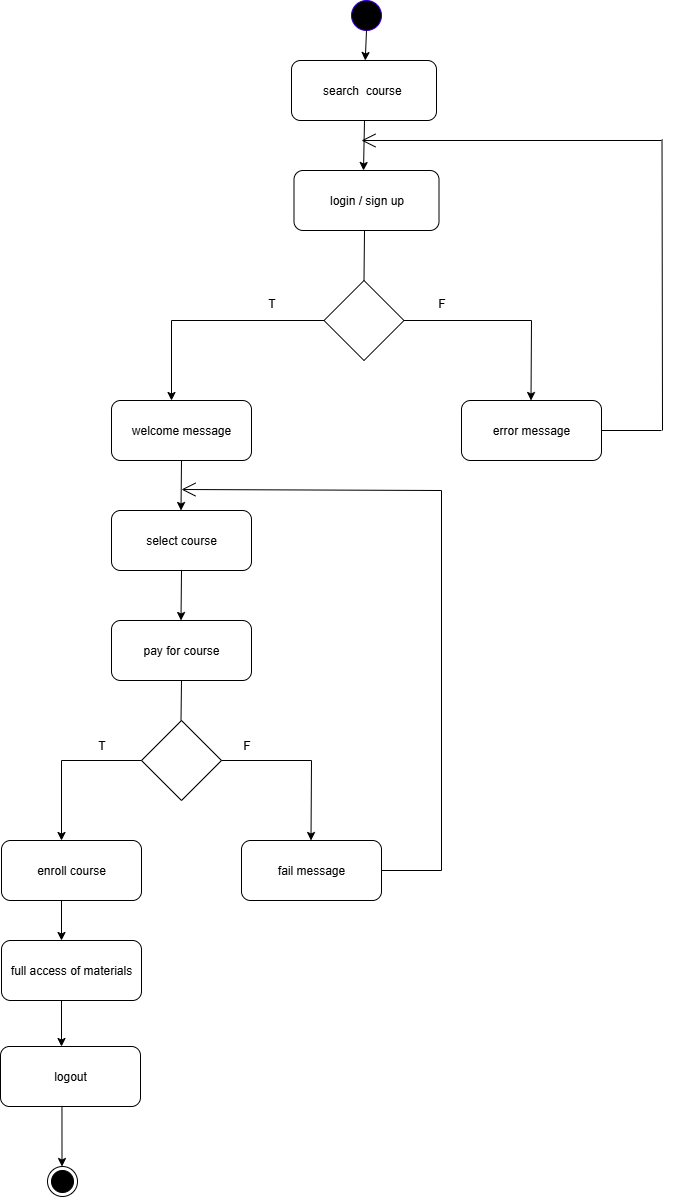 search course
login / sign up
T
F
welcome message
error message
select course
pay for course
T
F
enroll course
fail message
full access of materials
logout